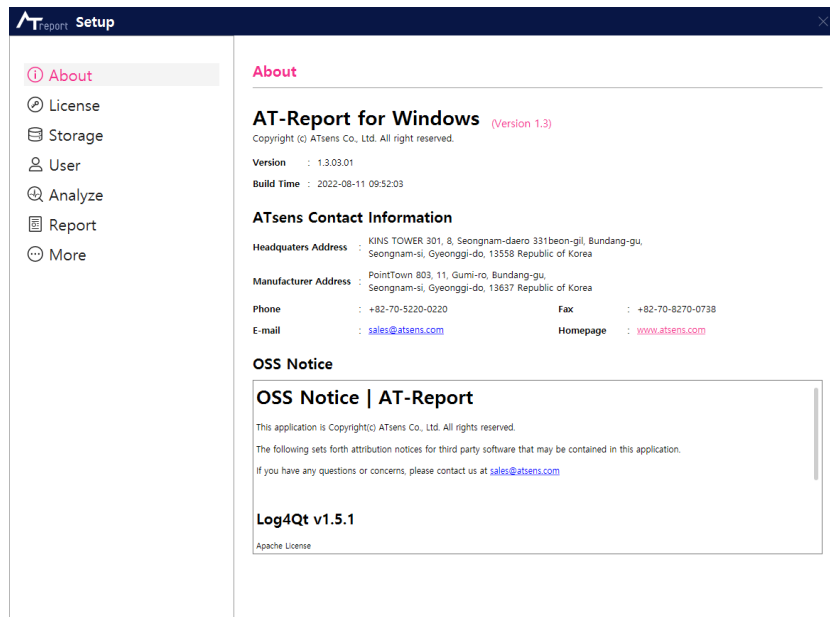 ATreport Setup
About
License
Storage
User
Analyze
Report
More
About
AT-Report for Windows (Version 1.3)
Copyright (c) ATsens Co., Ltd. All right reserved.
Version : 1.3.03.01
Build Time : 2022-08-11 09:52:03
ATsens Contact Information
Headquaters Address : KINS TOWER 301, 8, Seongnam-daero 331beon-gil, Bundang-gu,
Seongnam-si, Gyeonggi-do, 13558 Republic of Korea
Manufacturer Address : PointTown 803, 11, Gumi-ro, Bundang-gu,
Seongnam-si, Gyeonggi-do, 13637 Republic of Korea
Phone : +82-70-5220-0220 Fax : +82-70-8270-0738
E-mail : sales@atsens.com Homepage : www.atsens.com
OSS Notice
OSS Notice | AT-Report
This application is Copyright(c) ATsens Co., Ltd. All rights reserved.
The following sets forth attribution notices for third party software that may be contained in this application.
If you have any questions or concerns, please contact us at sales@atsens.com
Log4Qt v1.5.1
Apache License